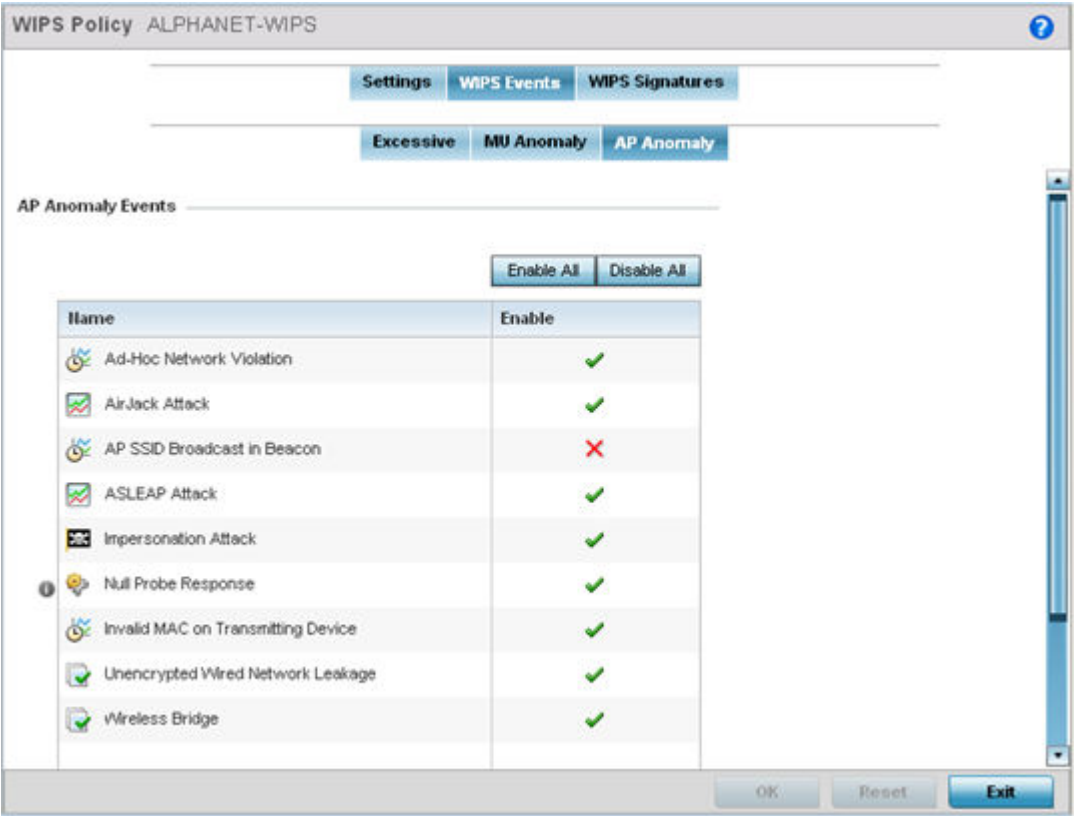 WIPS Policy ALPHANET-WIPS
Settings WIPS Events WIPS Signatures
Excessive MU Anomaly AP Anomaly
AP Anomaly Events
Enable All Disable All
Name Enable
Ad-Hoc Network Violation
AirJack Attack
AP SSID Broadcast in Beacon
ASLEAP Attack
Impersonation Attack
Null Probe Response
Invalid MAC on Transmitting Device
Unencrypted Wired Network Leakage
Wireless Bridge
OK Reset Exit